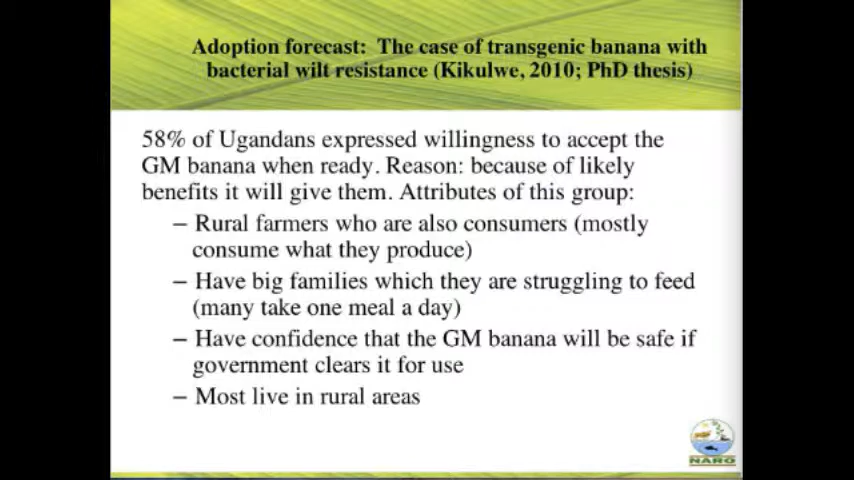 Adoption forecast: The case of transgenic banana with
bacterial wilt resistance (Kikulwe, 2010; PhD thesis)
58% of Ugandans expressed willingness to accept the
GM banana when ready. Reason: because of likely
benefits it will give them. Attributes of this group:
– Rural farmers who are also consumers (mostly
consume what they produce)
– Have big families which they are struggling to feed
(many take one meal a day)
– Have confidence that the GM banana will be safe if
government clears it for use
– Most live in rural areas
NARO